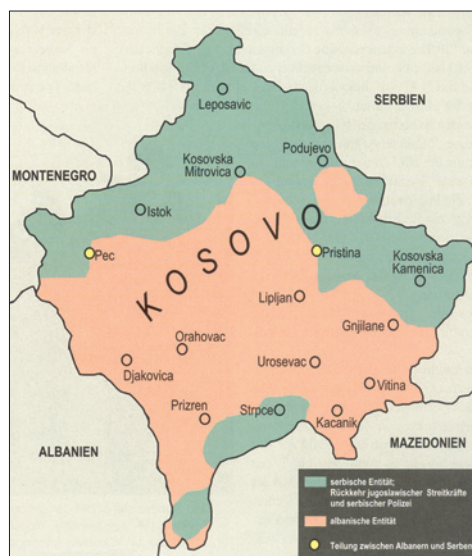 SERBIEN
Leposavic
Podujevo
Kosovska
Mitrovica
MONTENEGRO
Istok
KOSOVO
Pec
Pristina
Kosovska
Kamenica
Lipljan
Gnjilane
Orahovac
Djakovica
Urosevac
Vitina
Prizren
Strpce
Kacanik
ALBANIEN
MAZEDONIEN
serbische Entität;
Rückkehr jugoslawischer Streitkräfte
und serbischer Polizei
albanische Entität
Teilung zwischen Albanern und Serben